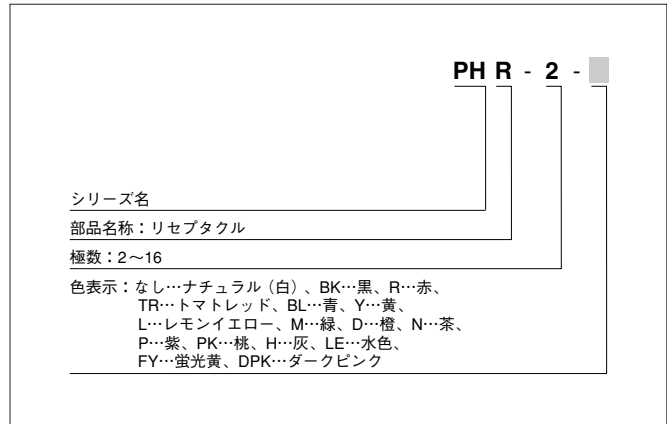 PH R - 2 -
シリーズ名
部品名称：リセプタクル
極数：2～16
色表示：なし…ナチュラル（白）、BK…黒、R…赤、
TR…トマトレッド、BL…青、Y…黄、
L…レモンイエロー、M…緑、D…橙、N…茶、
P…紫、PK…桃、H…灰、LE…水色、
FY…蛍光黄、DPK…ダークピンク